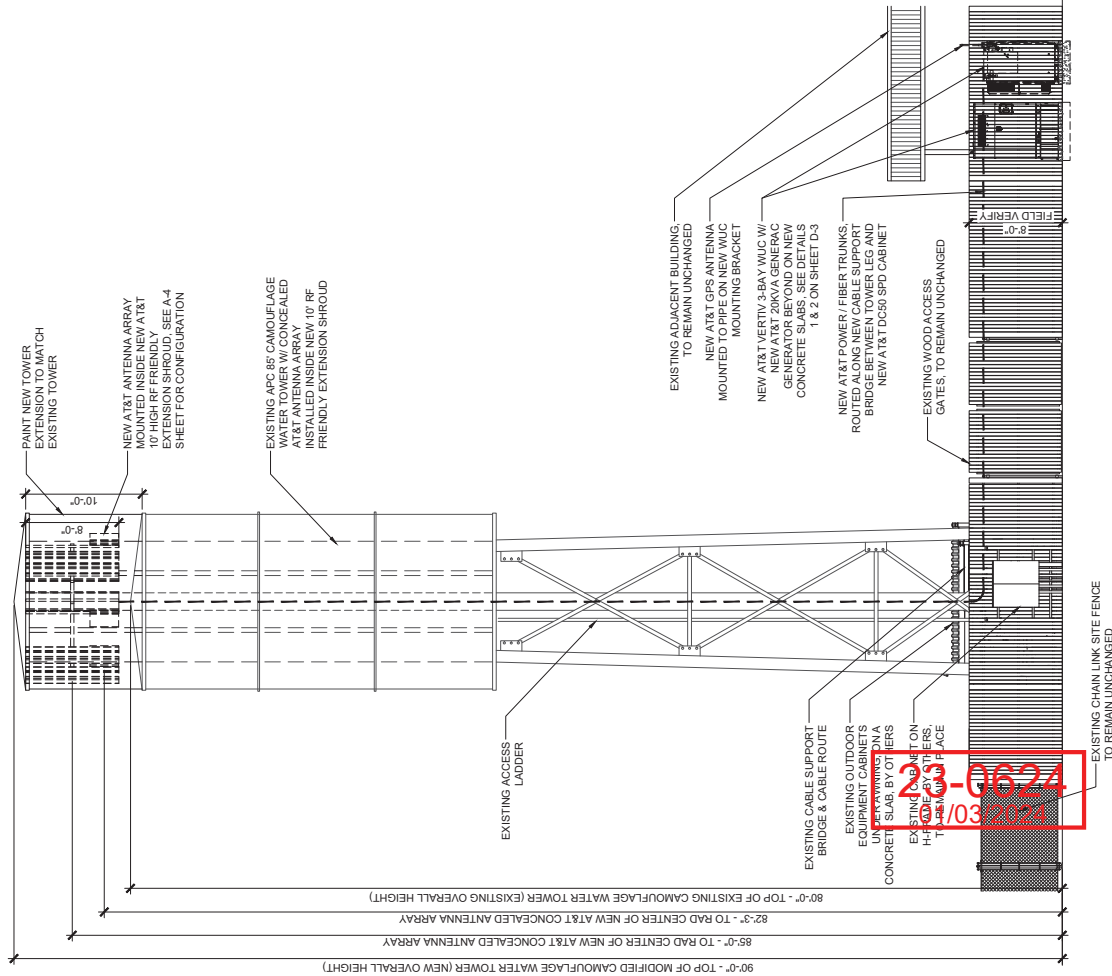 PAINT NEW TOWER
EXTENSION TO MATCH
EXISTING TOWER
NEW AT&T ANTENNA ARRAY
MOUNTED INSIDE NEW AT&T
10' HIGH RF FRIENDLY
EXTENSION SHROUD, SEE A-4
SHEET FOR CONFIGURATION
10'-0"
8'-0"
EXISTING APC 85' CAMOUFLAGE
WATER TOWER W/ CONCEALED
AT&T ANTENNA ARRAY
INSTALLED INSIDE NEW 10' RF
FRIENDLY EXTENSION SHROUD
EXISTING ADJACENT BUILDING,
TO REMAIN UNCHANGED
NEW AT&T GPS ANTENNA
MOUNTED TO PIPE ON NEW WUC
MOUNTING BRACKET
NEW AT&T VERTIV 3-BAY WUC W/
NEW AT&T 20KVA GENERAC
GENERATOR BEYOND ON NEW
CONCRETE SLABS, SEE DETAILS
1 & 2 ON SHEET D-3
NEW AT&T POWER / FIBER TRUNKS,
ROUTED ALONG NEW CABLE SUPPORT
BRIDGE BETWEEN TOWER LEG AND
NEW AT&T DC50 SPD CABINET
EXISTING WOOD ACCESS
GATES, TO REMAIN UNCHANGED
8'-0"
FIELD VERIFY
EXISTING ACCESS
LADDER
EXISTING CABLE SUPPORT
BRIDGE & CABLE ROUTE
EXISTING OUTDOOR
EQUIPMENT CABINETS
UNDER AWNING, ON A
CONCRETE SLAB, BY OTHERS
EXISTING CABINET ON
H-FRAME, BY OTHERS,
TO REMAIN IN PLACE
23-0624
01/03/2024
EXISTING CHAIN LINK SITE FENCE
TO REMAIN UNCHANGED
80'-0" - TOP OF EXISTING CAMOUFLAGE WATER TOWER (EXISTING OVERALL HEIGHT)
82'-3" - TO RAD CENTER OF NEW AT&T CONCEALED ANTENNA ARRAY
85'-0" - TO RAD CENTER OF NEW AT&T CONCEALED ANTENNA ARRAY
90'-0" - TOP OF MODIFIED CAMOUFLAGE WATER TOWER (NEW OVERALL HEIGHT)